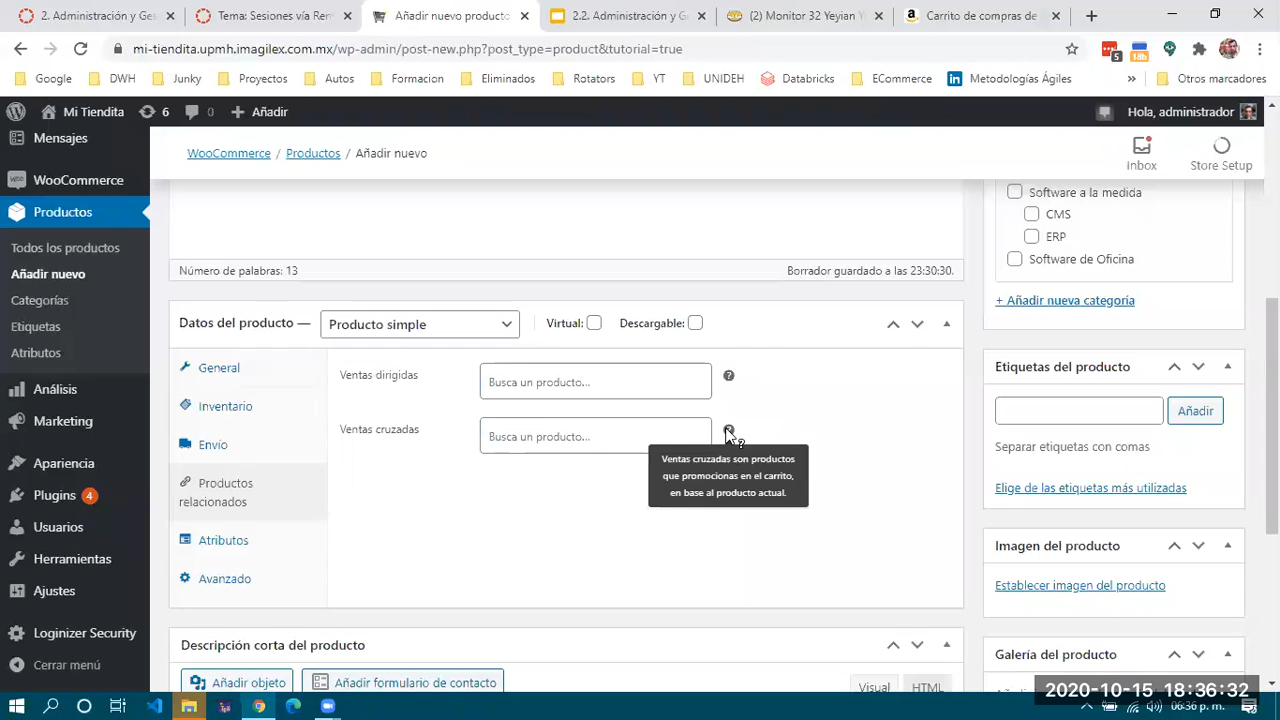 2. Administración y Ges
Tema: Sesiones vía Rem
Añadir nuevo producto
2.2. Administración y G
(2) Monitor 32 Yeyian Y
Carrito de compras de
mi-tiendita.upmh.imagilex.com.mx/wp-admin/post-new.php?post_type=product&tutorial=true
5
18h
Google
DWH
Junky
Proyectos
Autos
Formacion
Eliminados
Rotators
YT
UNIDEH
Databricks
ECommerce
Metodologías Ágiles
»
Otros marcadores
Mi Tiendita
6
0
Añadir
Hola, administrador
Mensajes
WooCommerce
Productos
Todos los productos
Añadir nuevo
Categorías
Etiquetas
Atributos
Análisis
Marketing
Apariencia
Plugins 4
Usuarios
Herramientas
Ajustes
Loginizer Security
Cerrar menú
WooCommerce / Productos / Añadir nuevo
Inbox
Store Setup
Número de palabras: 13
Borrador guardado a las 23:30:30.
Datos del producto —
Producto simple
Virtual:
Descargable:
General
Inventario
Envío
Productos
relacionados
Atributos
Avanzado
Ventas dirigidas
Busca un producto...
Ventas cruzadas
Busca un producto...
Ventas cruzadas son productos
que promocionas en el carrito,
en base al producto actual.
Descripción corta del producto
Añadir objeto
Añadir formulario de contacto
Visual
HTML
Software a la medida
CMS
ERP
Software de Oficina
+ Añadir nueva categoría
Etiquetas del producto
Añadir
Separar etiquetas con comas
Elige de las etiquetas más utilizadas
Imagen del producto
Establecer imagen del producto
Galería del producto
2020-10-15 18:36:32
06:36 p. m.